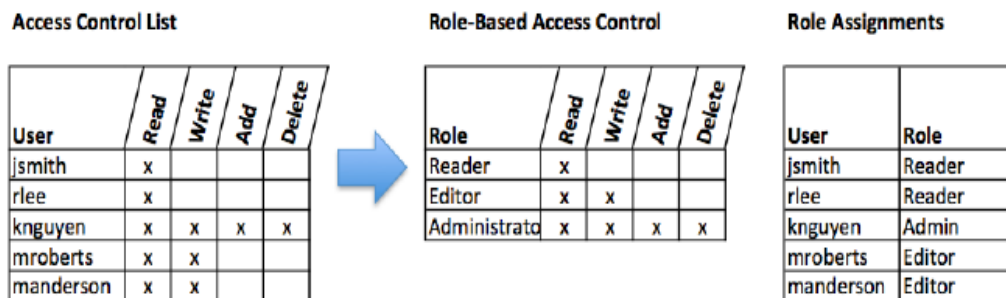 Access Control List
User Read Write Add Delete
jsmith x
rlee x
knguyen x x x x
mroberts x x
manderson x x
Role-Based Access Control
Role Read Write Add Delete
Reader x
Editor x x
Administrato x x x x
Role Assignments
User Role
jsmith Reader
rlee Reader
knguyen Admin
mroberts Editor
manderson Editor